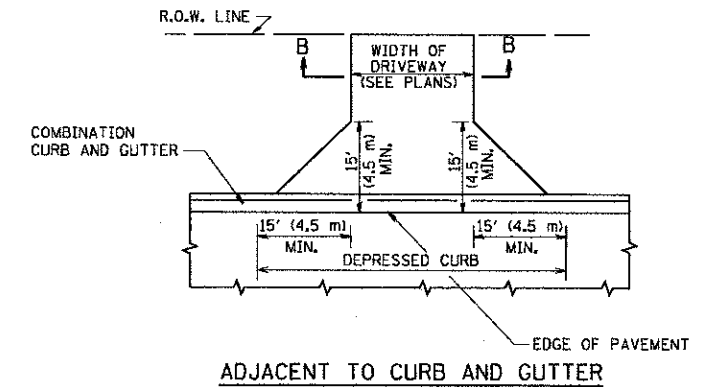 R.O.W. LINE
B
B
WIDTH OF
DRIVEWAY
(SEE PLANS)
COMBINATION
CURB AND GUTTER
15'
(4.5 m)
MIN.
15'
(4.5 m)
MIN.
15' (4.5 m)
MIN.
15' (4.5 m)
MIN.
DEPRESSED CURB
EDGE OF PAVEMENT
ADJACENT TO CURB AND GUTTER